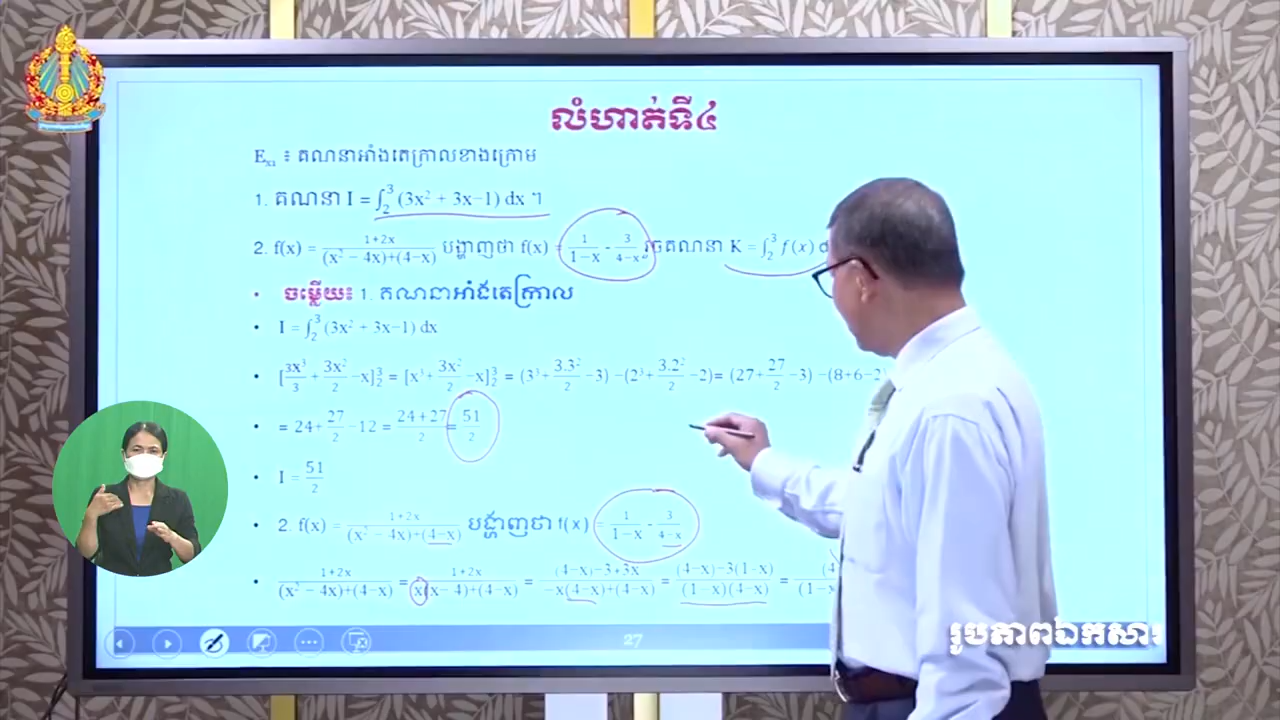 លំហាត់ទី៤
Ex1 ៖ គណនាអាំងតេក្រាលខាងក្រោម
1. គណនា I = ∫₂³ (3x² + 3x−1) dx ។
2. f(x) = (1+2x)/((x² − 4x)+(4−x)) បង្ហាញថា f(x) = 1/(1−x) - 3/(4−x) រួចគណនា K = ∫₂³ f(x)
• ចម្លើយ៖ 1. គណនាអាំងតេក្រាល
• I = ∫₂³ (3x² + 3x−1) dx
• [3x³/3 + 3x²/2 −x]₂³ = [x³+ 3x²/2 −x]₂³ = (3³+ 3.3²/2 −3) −(2³+ 3.2²/2 −2)= (27+ 27/2 −3) −(8+6−2)
• = 24+ 27/2 −12 = (24+27)/2 = 51/2
• I = 51/2
• 2. f(x) = (1+2x)/((x² − 4x)+(4−x)) បង្ហាញថា f(x) = 1/(1−x) - 3/(4−x)
• (1+2x)/((x² − 4x)+(4−x)) = (1+2x)/(x(x−4)+(4−x)) = ((4−x)−3+3x)/(−x(4−x)+(4−x)) = ((4−x)−3(1-x))/((1−x)(4−x)) =
27
រូបភាពឯកសារ